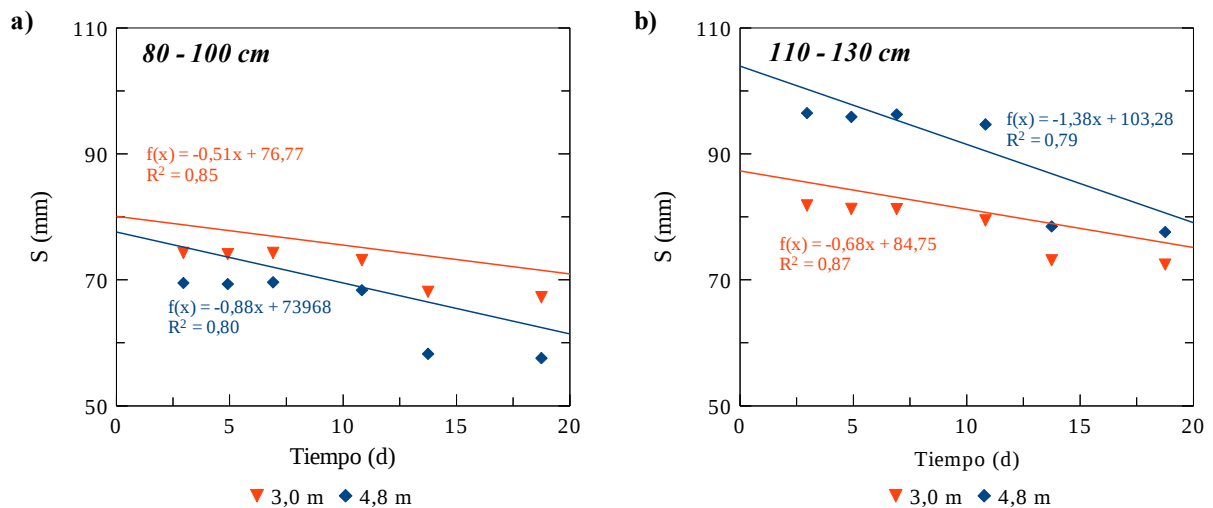 a)
80 - 100 cm
110
90
70
50
S (mm)
f(x) = -0,51x + 76,77
R² = 0,85
f(x) = -0,88x + 73968
R² = 0,80
0
5
10
15
20
Tiempo (d)
3,0 m
4,8 m
b)
110 - 130 cm
110
90
70
50
S (mm)
f(x) = -1,38x + 103,28
R² = 0,79
f(x) = -0,68x + 84,75
R² = 0,87
0
5
10
15
20
Tiempo (d)
3,0 m
4,8 m